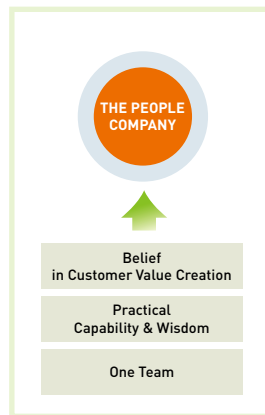 THE PEOPLE
COMPANY
Belief
in Customer Value Creation
Practical
Capability & Wisdom
One Team